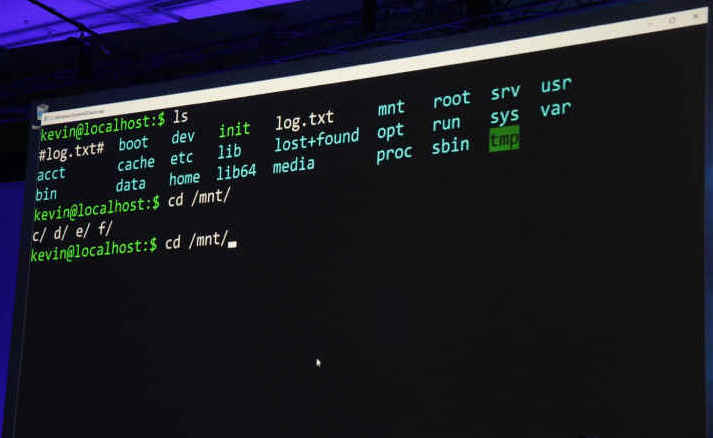 kevin@localhost:$ ls
#log.txt# boot dev init log.txt mnt root srv usr
acct cache etc lib lost+found opt run sys var
bin data home lib64 media proc sbin tmp
kevin@localhost:$ cd /mnt/
c/ d/ e/ f/
kevin@localhost:$ cd /mnt/